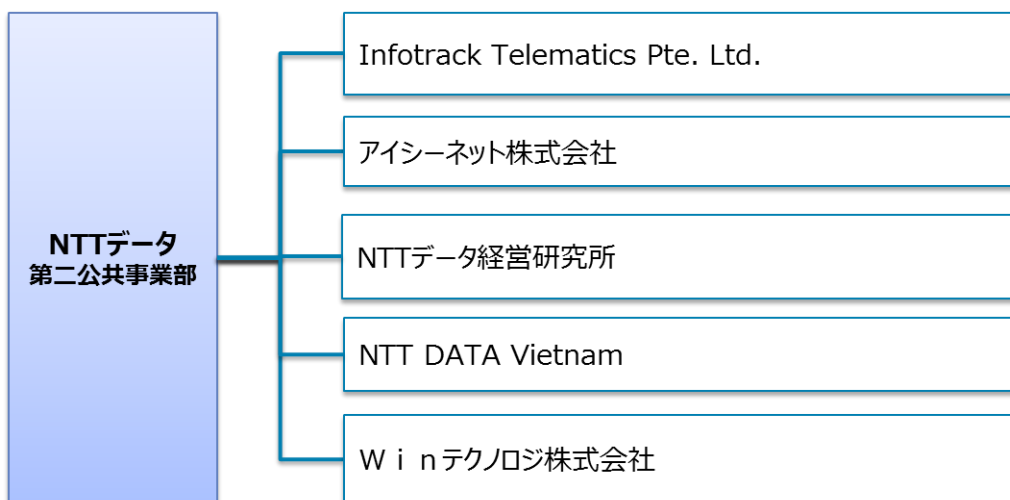 NTTデータ
第二公共事業部
Infotrack Telematics Pte. Ltd.
アイシーネット株式会社
NTTデータ経営研究所
NTT DATA Vietnam
Ｗｉｎテクノロジ株式会社